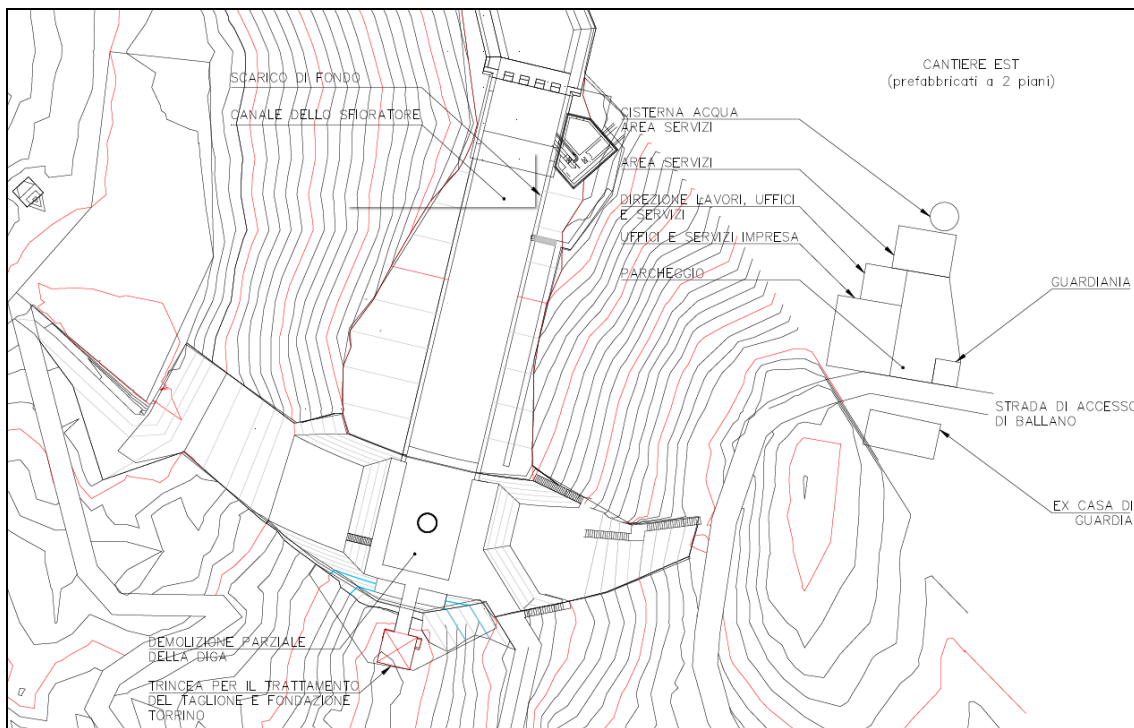 SCARICO DI FONDO
CANALE DELLO SFIORATORE
CANTIERE EST
(prefabbricati a 2 piani)
CISTERNA ACQUA
AREA SERVIZI
AREA SERVIZI
DIREZIONE LAVORI, UFFICI
E SERVIZI
UFFICI E SERVIZI IMPRESA
PARCHEGGIO
GUARDIANIA
STRADA DI ACCESSO
DI BALLANO
EX CASA DI
GUARDIA
DEMOLIZIONE PARZIALE
DELLA DIGA
TRINCEA PER IL TRATTAMENTO
DEL TAGLIONE E FONDAZIONE
TORRINO